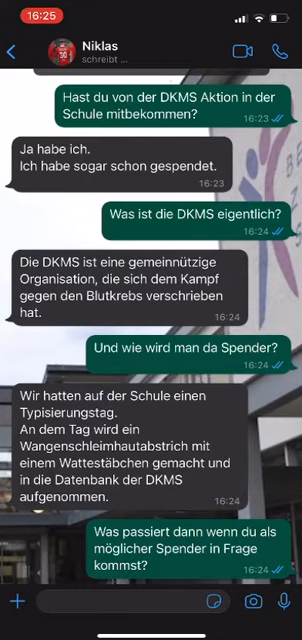 16:25
Niklas
schreibt ...
Hast du von der DKMS Aktion in der
Schule mitbekommen?
16:23
Ja habe ich.
Ich habe sogar schon gespendet.
16:23
Was ist die DKMS eigentlich?
16:24
Die DKMS ist eine gemeinnützige
Organisation, die sich dem Kampf
gegen den Blutkrebs verschrieben
hat.
16:24
Und wie wird man da Spender?
16:24
Wir hatten auf der Schule einen
Typisierungstag.
An dem Tag wird ein
Wangenschleimhautabstrich mit
einem Wattestäbchen gemacht und
in die Datenbank der DKMS
aufgenommen.
16:24
Was passiert dann wenn du als
möglicher Spender in Frage
kommst?
16:24